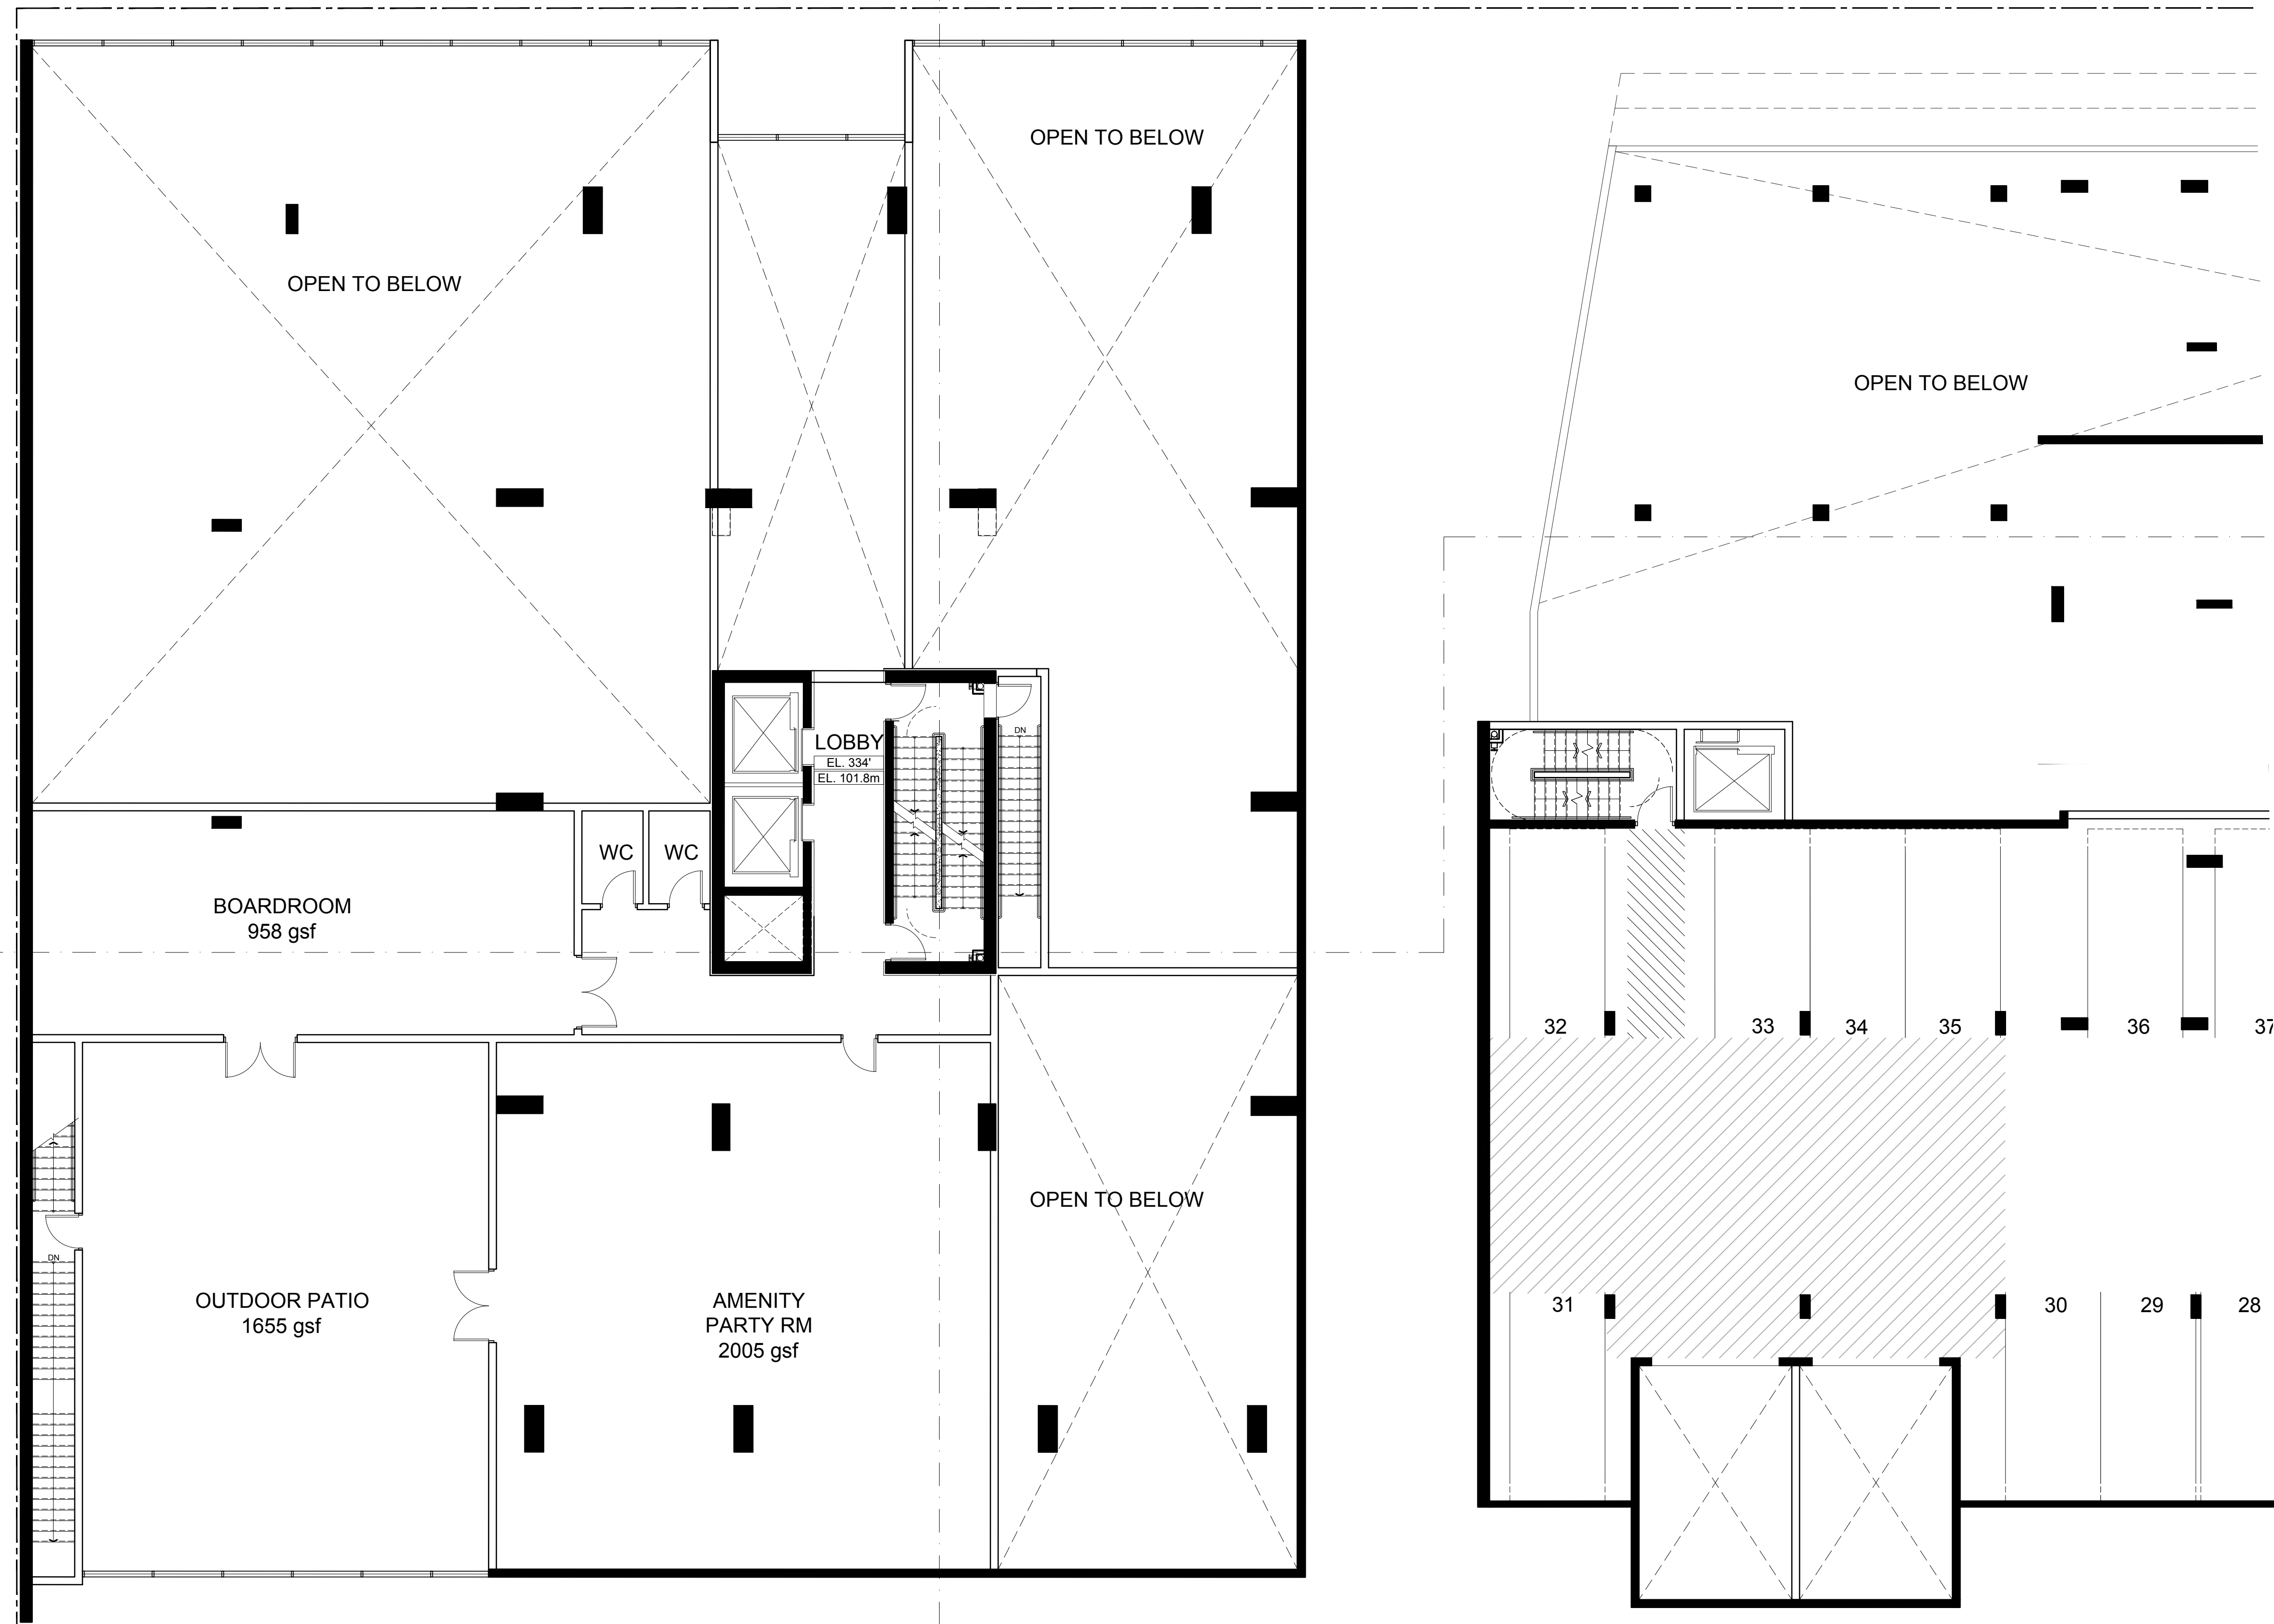 OPEN TO BELOW
OPEN TO BELOW
OPEN TO BELOW
LOBBY
EL. 334'
EL. 101.8m
DN
WC
WC
BOARDROOM
958 gsf
32
33
34
35
36
37
OPEN TO BELOW
DN
OUTDOOR PATIO
1655 gsf
AMENITY
PARTY RM
2005 gsf
31
30
29
28